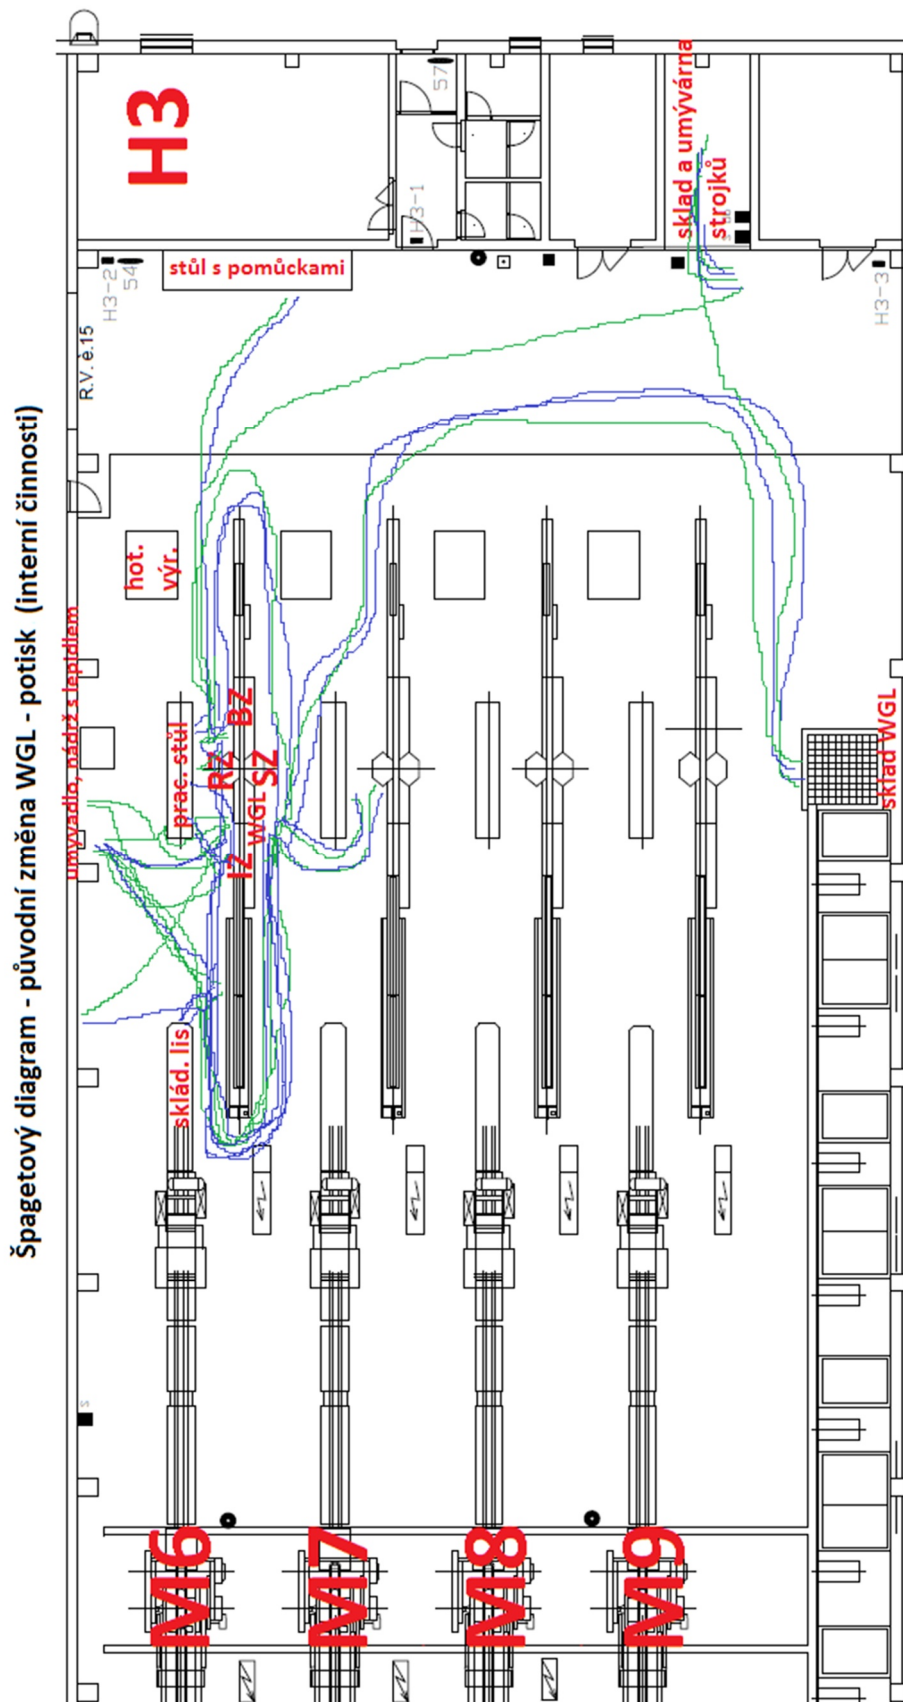 Špagetový diagram - původní změna WGL - potisk (interní činnosti)
H3
57
H3-1
sklad a umývárna
strojků
stůl s pomůckami
H3-2
54
H3-3
R.V. è.15
hot.
výr.
umyvadlo, nádrž s lepidlem
prac. stůl
RZ
BZ
IZ
WGL
SZ
sklad WGL
sklád. lis
s
M6
M7
M8
M9